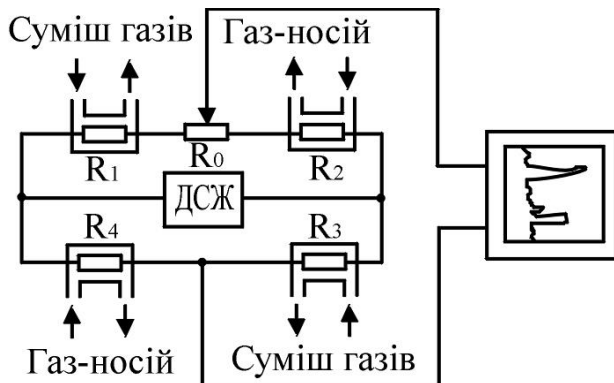 Суміш газів Газ-носій
R1 R0 R2
ДСЖ
R4 R3
Газ-носій Суміш газів